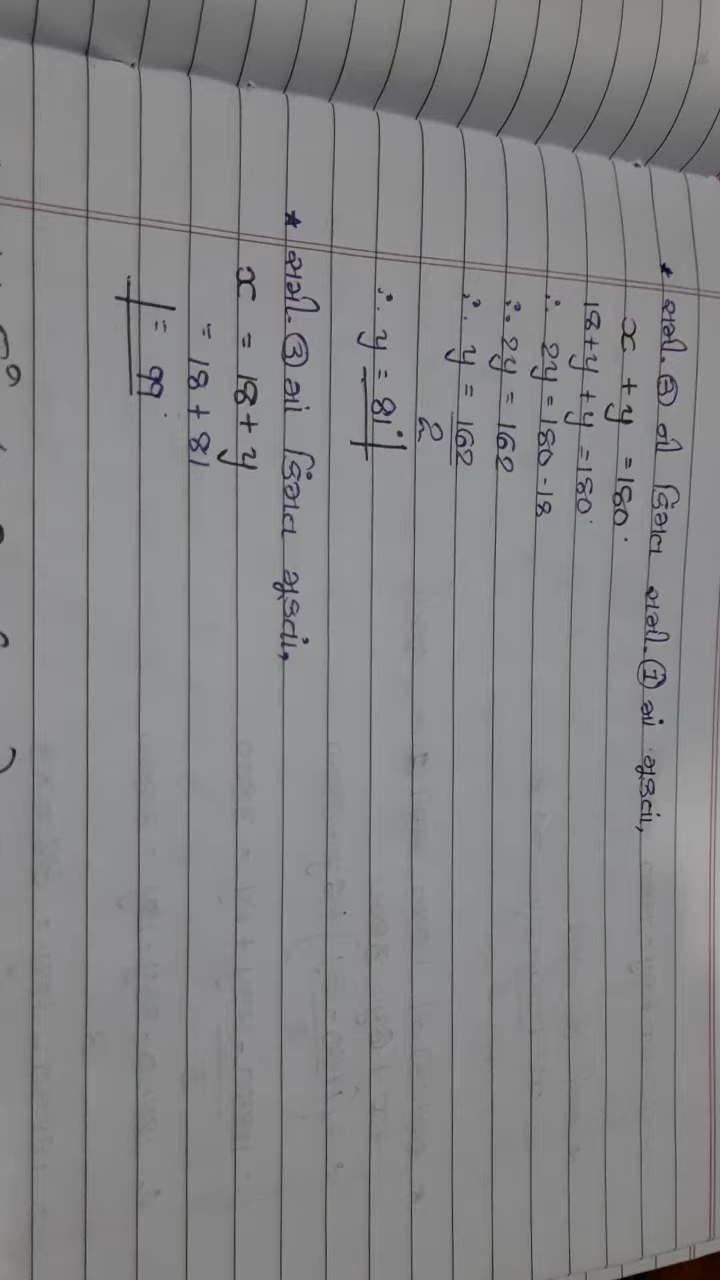 * સમી. ③ ની કિંમત સમી. ① માં મૂકતા,
x + y = 180.
18 + y + y = 180.
∴ 2y = 180 - 18
∴ 2y = 162
∴ y = 162/2
∴ y = 81
* સમી. ③ માં કિંમત મૂકતાં,
x = 18 + y
= 18 + 81
= 99.